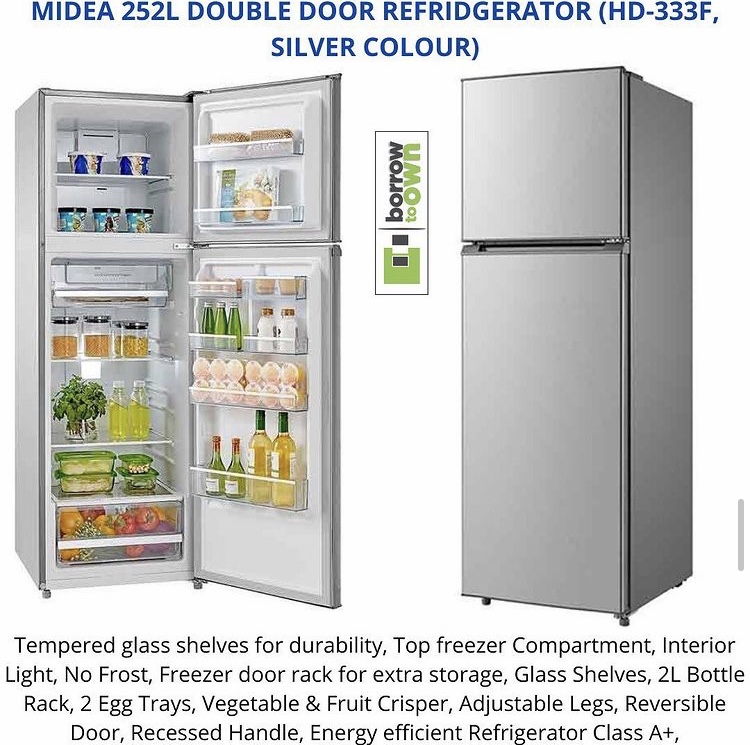 MIDEA 252L DOUBLE DOOR REFRIDGERATOR (HD-333F,
SILVER COLOUR)
borrow
to own
Tempered glass shelves for durability, Top freezer Compartment, Interior
Light, No Frost, Freezer door rack for extra storage, Glass Shelves, 2L Bottle
Rack, 2 Egg Trays, Vegetable & Fruit Crisper, Adjustable Legs, Reversible
Door, Recessed Handle, Energy efficient Refrigerator Class A+,